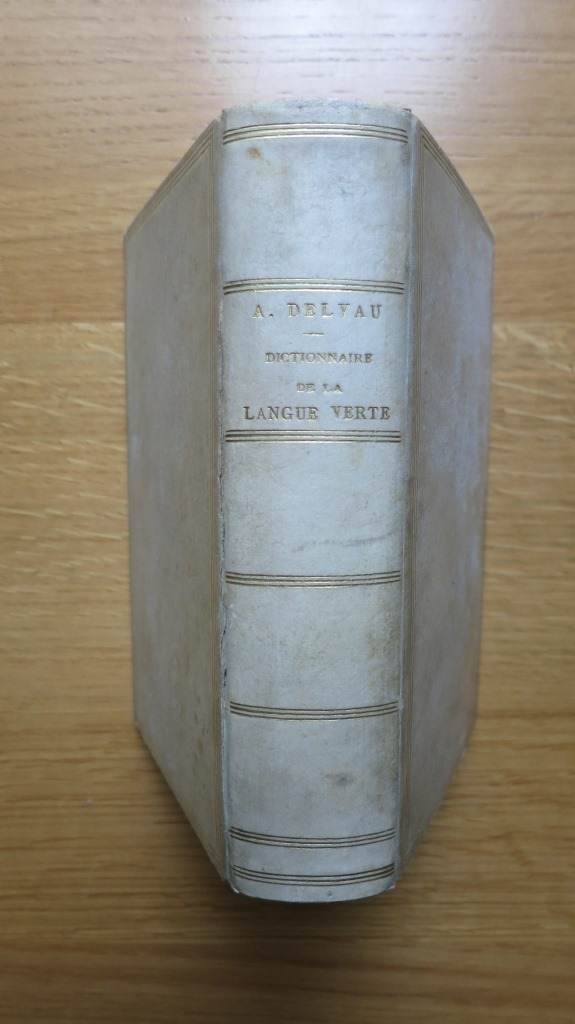 A. DELVAU
DICTIONNAIRE
DE LA
LANGUE VERTE